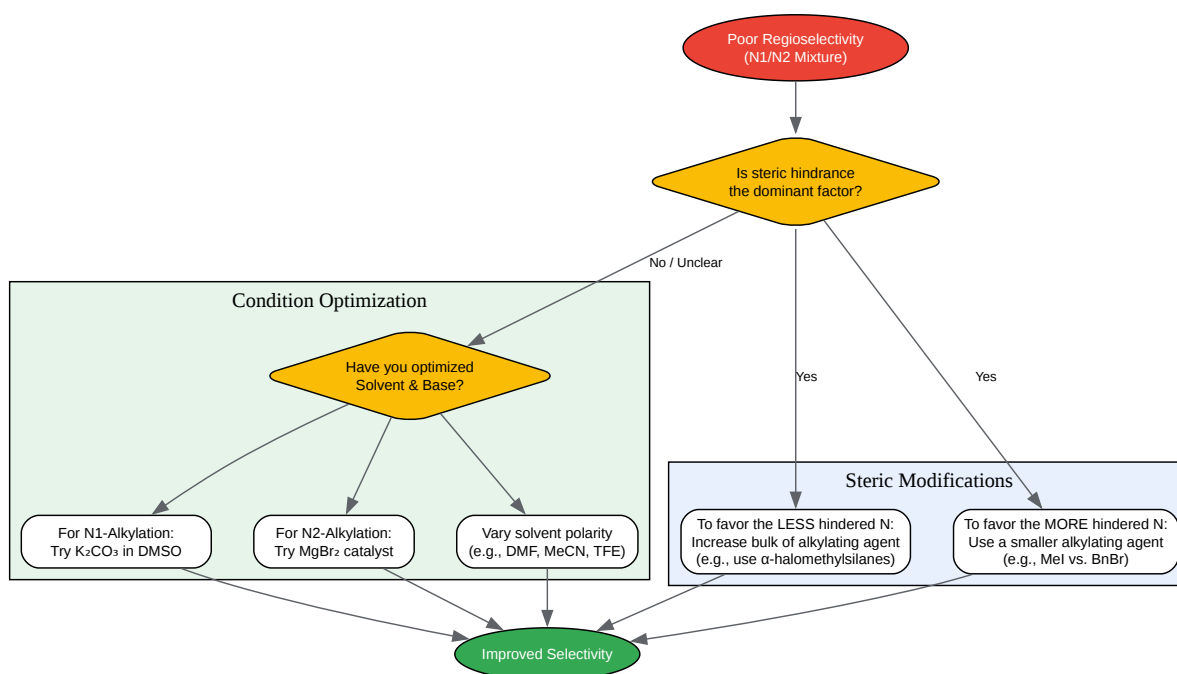 Poor Regioselectivity
(N1/N2 Mixture)
Is steric hindrance
the dominant factor?
No / Unclear
Condition Optimization
Have you optimized
Solvent & Base?
Yes
Yes
Steric Modifications
For N1-Alkylation:
Try K₂CO₃ in DMSO
For N2-Alkylation:
Try MgBr₂ catalyst
Vary solvent polarity
(e.g., DMF, MeCN, TFE)
To favor the LESS hindered N:
Increase bulk of alkylating agent
(e.g., use α-halomethylsilanes)
To favor the MORE hindered N:
Use a smaller alkylating agent
(e.g., MeI vs. BnBr)
Improved Selectivity